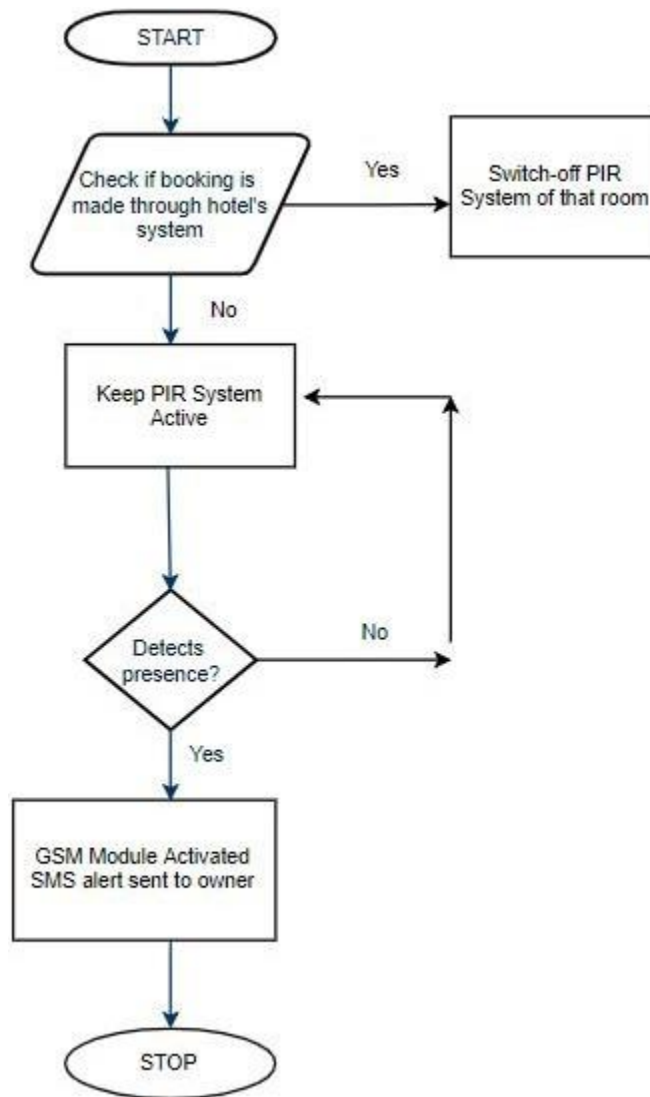 START
Check if booking is
made through hotel's
system
Yes
Switch-off PIR
System of that room
No
Keep PIR System
Active
Detects
presence?
No
Yes
GSM Module Activated
SMS alert sent to owner
STOP